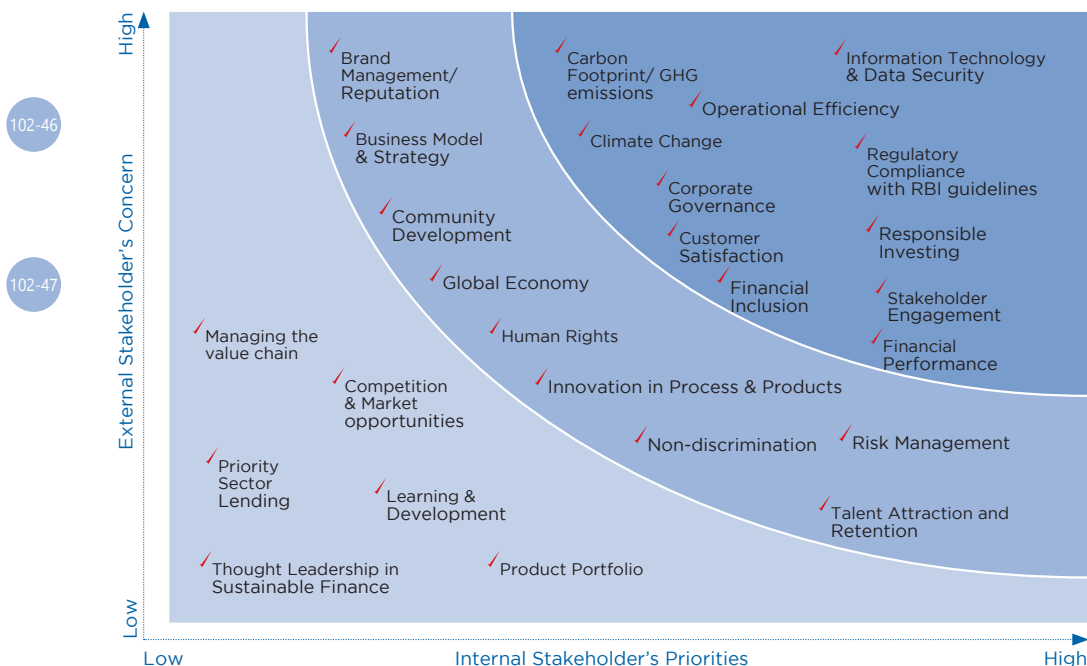 High
External Stakeholder's Concern
Low
102-46
102-47
Brand
Management/
Reputation
Business Model
& Strategy
Community
Development
Global Economy
Human Rights
Innovation in Process & Products
Non-discrimination
Risk Management
Talent Attraction and
Retention
Carbon
Footprint/ GHG
emissions
Information Technology
& Data Security
Operational Efficiency
Climate Change
Regulatory
Compliance
with RBI guidelines
Corporate
Governance
Customer
Satisfaction
Responsible
Investing
Financial
Inclusion
Stakeholder
Engagement
Financial
Performance
Managing the
value chain
Competition
& Market
opportunities
Priority
Sector
Lending
Learning &
Development
Thought Leadership in
Sustainable Finance
Product Portfolio
Low
Internal Stakeholder's Priorities
High